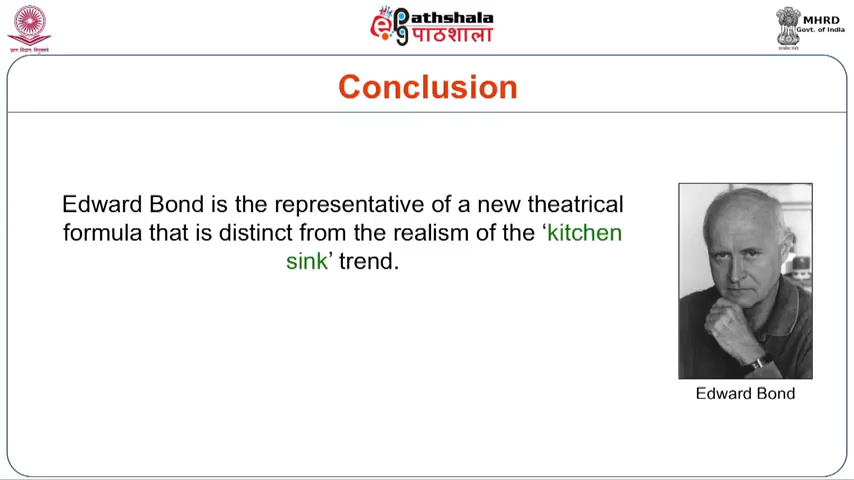 Pathshala
पाठशाला
MHRD
Govt. of India
Conclusion
Edward Bond is the representative of a new theatrical
formula that is distinct from the realism of the ‘kitchen
sink’ trend.
Edward Bond